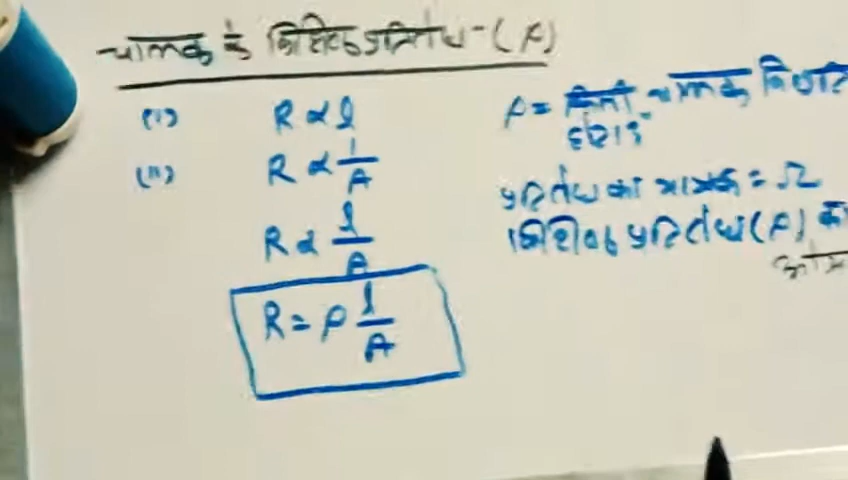 चालक के विशिष्ट प्रतिरोध - (ρ)
(i) R ∝ l
(ii) R ∝ 1/A
R ∝ l/A
R = ρ l/A
ρ = किसी चालक
प्रतिरोध का मात्रक = Ω
विशिष्ट प्रतिरोध (ρ) का